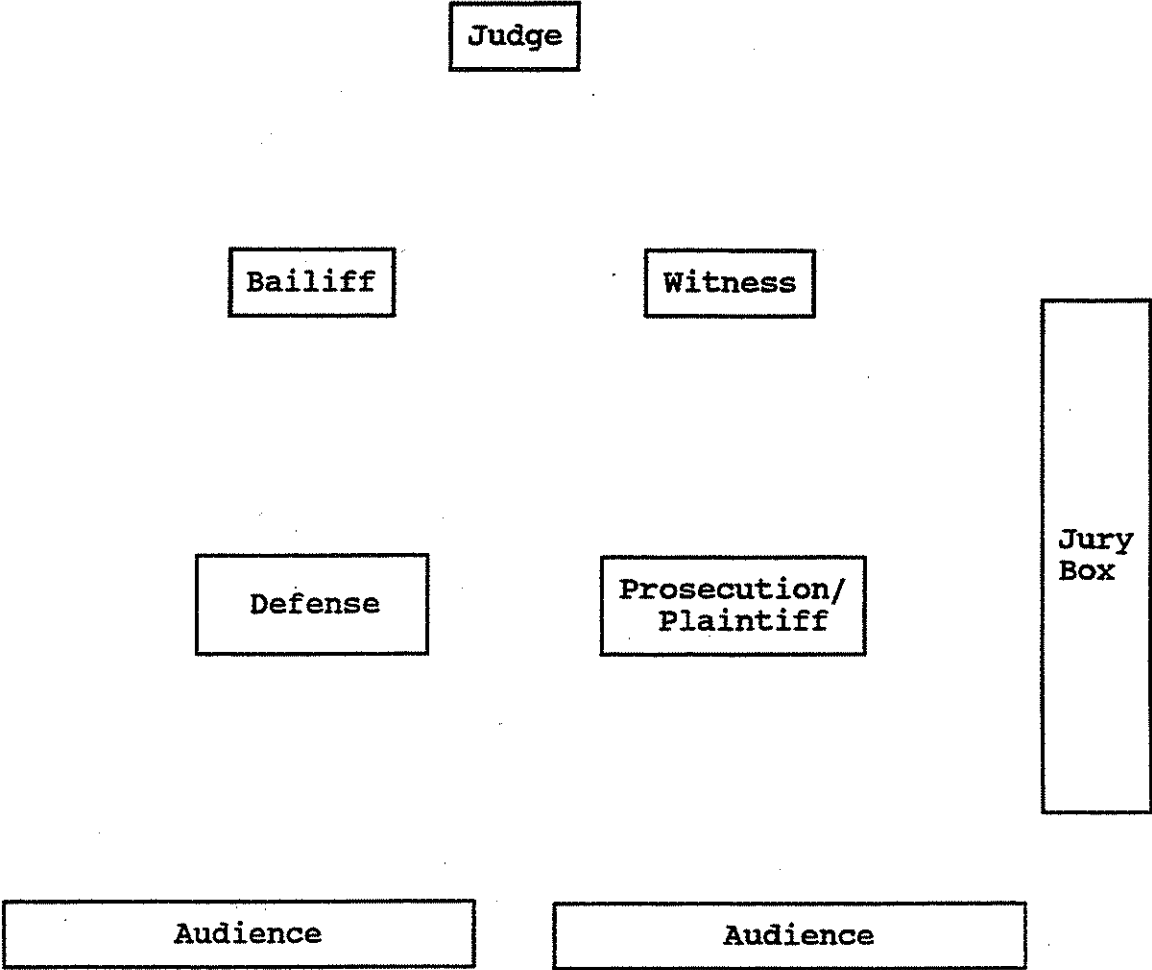 Judge
Bailiff
Witness
Jury
Box
Defense
Prosecution/
Plaintiff
Audience
Audience